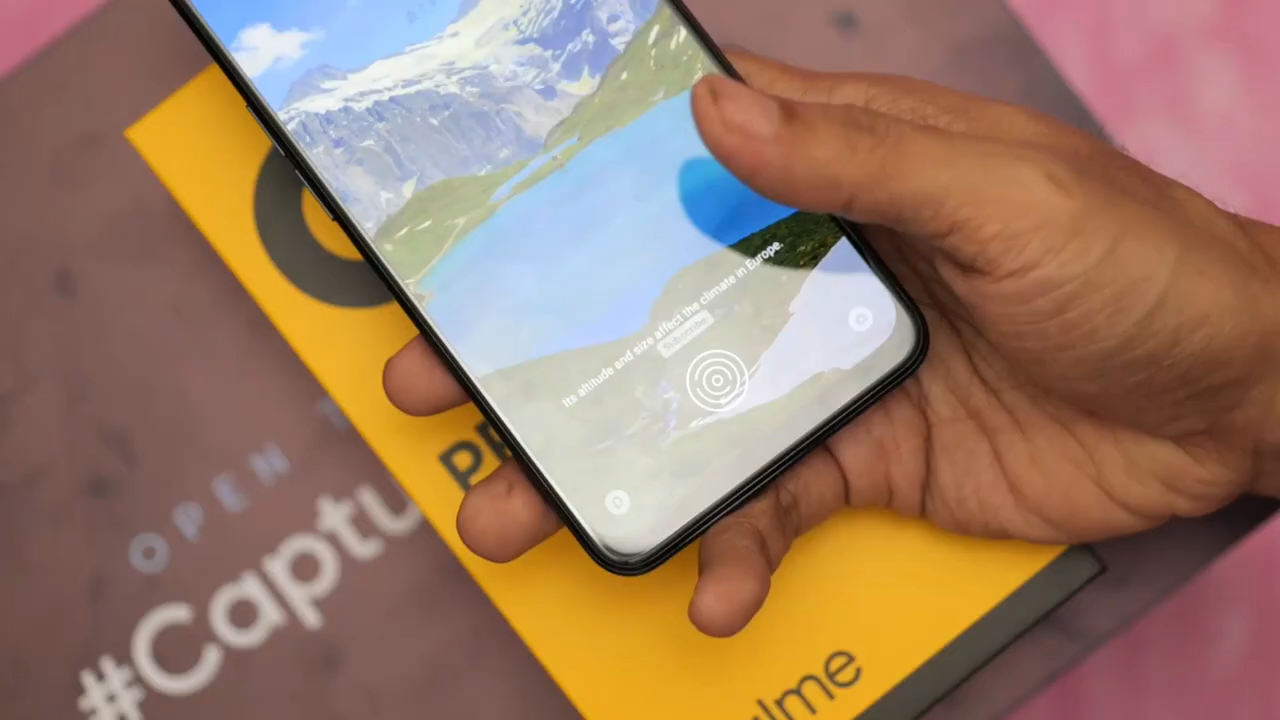 Its altitude and size affect the climate in Europe.
Subscribe
PR
OPEN T
#Captu
lme